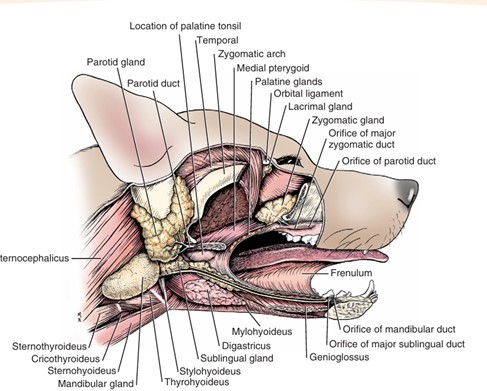 Location of palatine tonsil
Temporal
Zygomatic arch
Medial pterygoid
Palatine glands
Orbital ligament
Lacrimal gland
Zygomatic gland
Orifice of major
zygomatic duct
Orifice of parotid duct
Parotid gland
Parotid duct
ternocephalicus
Frenulum
Mylohyoideus
Digastricus
Sublingual gland
Stylohyoideus
Thyrohyoideus
Sternothyroideus
Cricothyroideus
Sternohyoideus
Mandibular gland
Orifice of mandibular duct
Orifice of major sublingual duct
Genioglossus